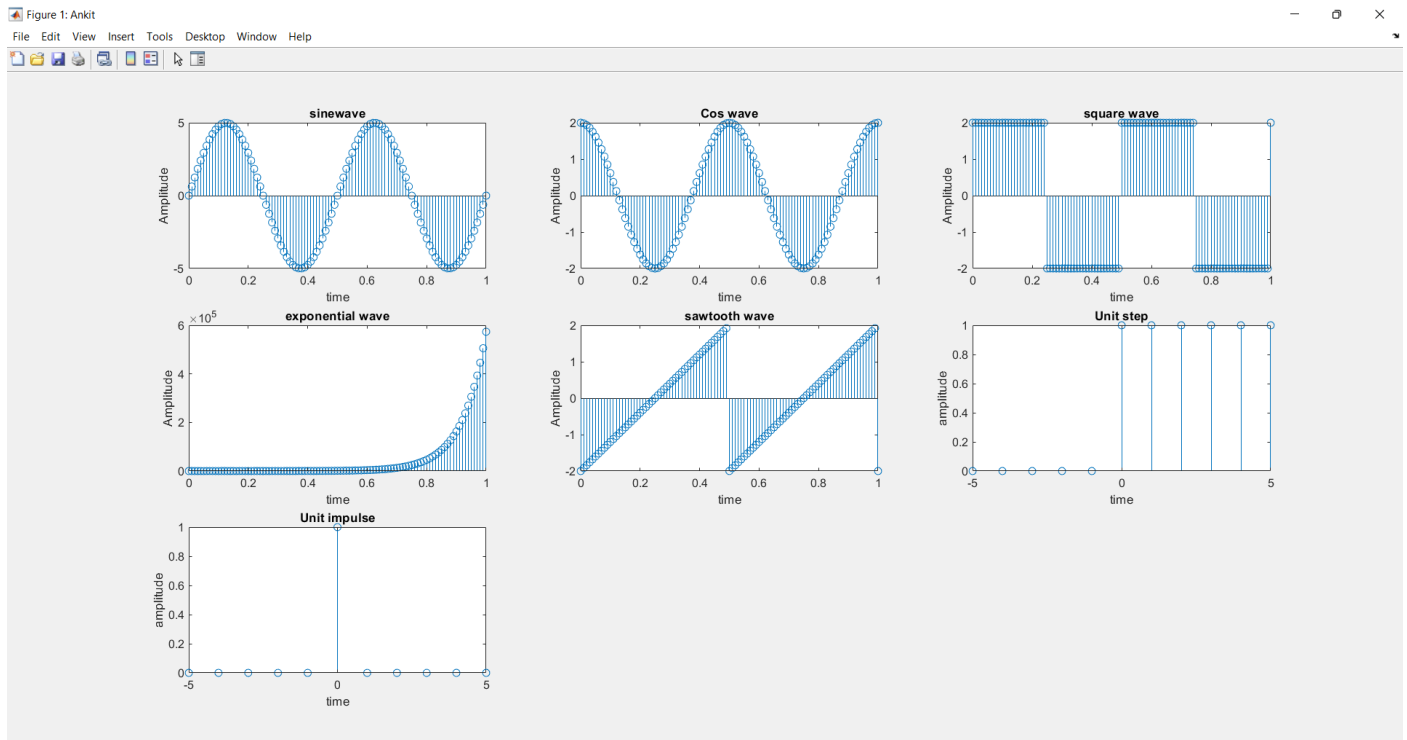 Figure 1: Ankit
File Edit View Insert Tools Desktop Window Help
sinewave
5
0
-5
Amplitude
0 0.2 0.4 0.6 0.8 1
time
Cos wave
2
1
0
-1
-2
Amplitude
0 0.2 0.4 0.6 0.8 1
time
square wave
2
1
0
-1
-2
Amplitude
0 0.2 0.4 0.6 0.8 1
time
exponential wave
×10⁵
6
4
2
0
Amplitude
0 0.2 0.4 0.6 0.8 1
time
sawtooth wave
2
1
0
-1
-2
Amplitude
0 0.2 0.4 0.6 0.8 1
time
Unit step
1
0.8
0.6
0.4
0.2
0
amplitude
-5 0 5
time
Unit impulse
1
0.8
0.6
0.4
0.2
0
amplitude
-5 0 5
time